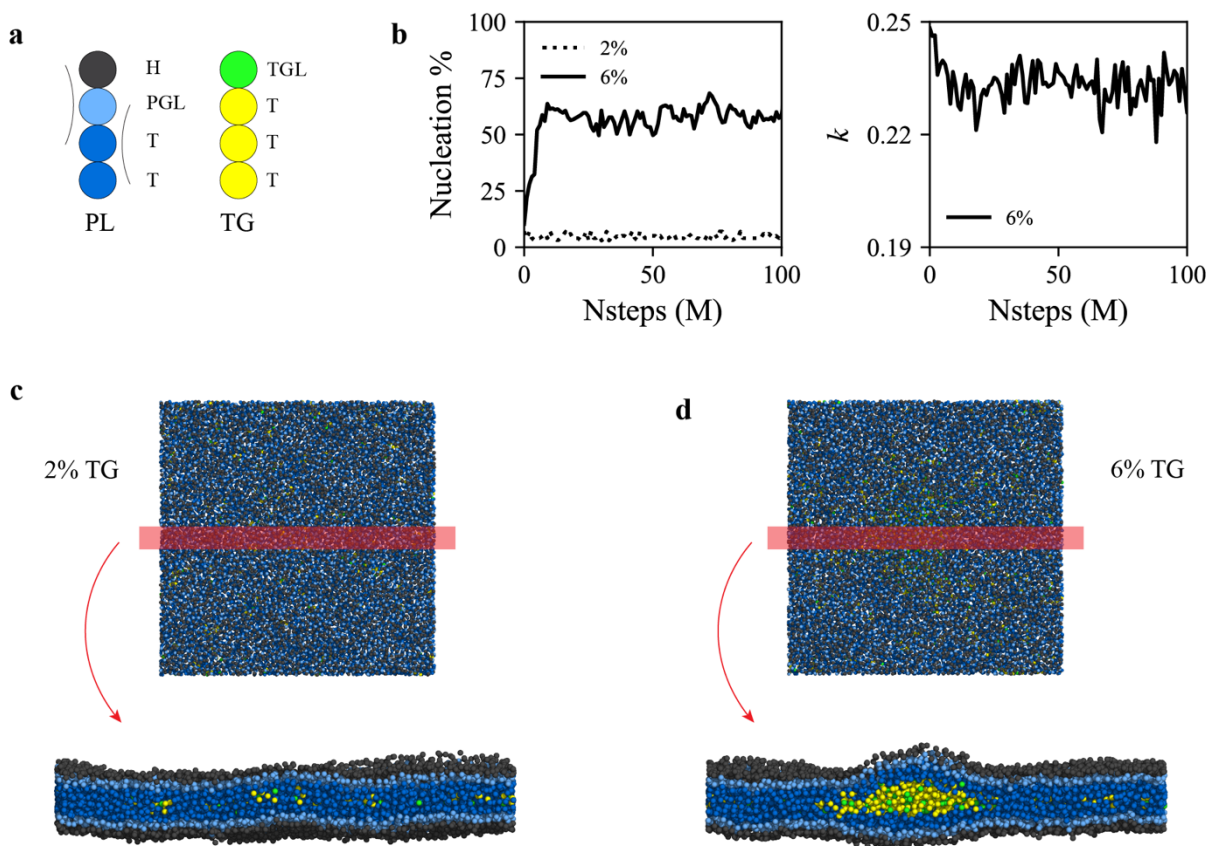 a
H
PGL
T
T
PL
TGL
T
T
T
TG
b
100
75
50
25
0
Nucleation %
2%
6%
0
50
100
Nsteps (M)
0.25
0.22
0.19
k
6%
0
50
100
Nsteps (M)
c
2% TG
d
6% TG